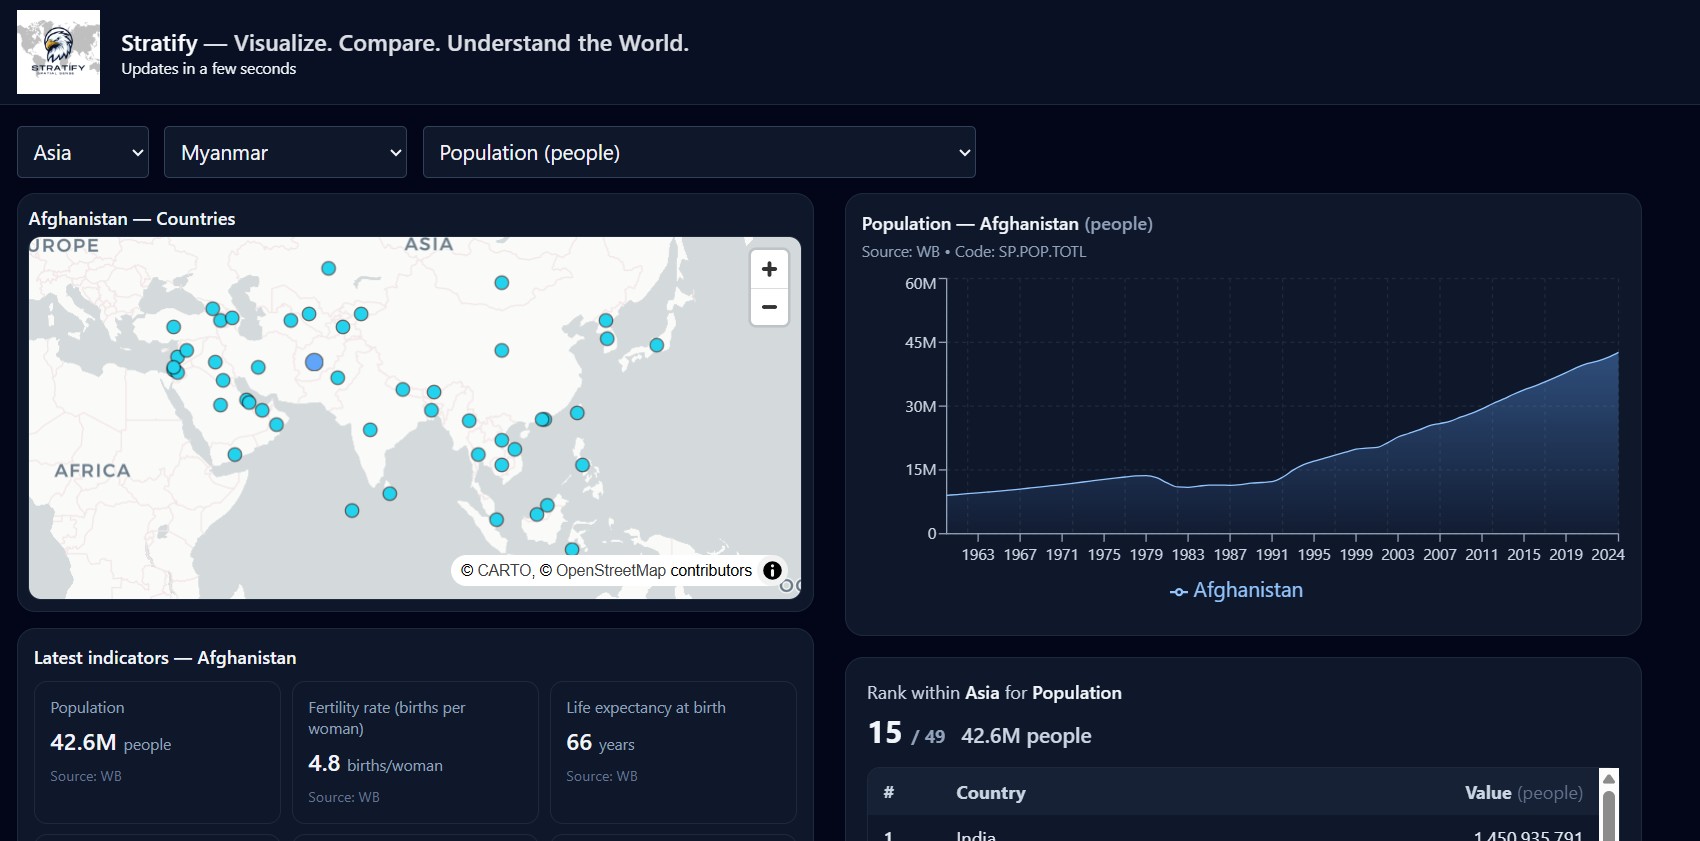 STRATIFY
SPATIAL SENSE
Stratify — Visualize. Compare. Understand the World.
Updates in a few seconds
Asia
Myanmar
Population (people)
Afghanistan — Countries
UROPE
ASIA
AFRICA
+
−
© CARTO, © OpenStreetMap contributors
Population — Afghanistan (people)
Source: WB • Code: SP.POP.TOTL
60M
45M
30M
15M
0
1963 1967 1971 1975 1979 1983 1987 1991 1995 1999 2003 2007 2011 2015 2019 2024
Afghanistan
Latest indicators — Afghanistan
Population
42.6M people
Source: WB
Fertility rate (births per
woman)
4.8 births/woman
Source: WB
Life expectancy at birth
66 years
Source: WB
Rank within Asia for Population
15 / 49 42.6M people
# Country Value (people)
1 India 1,450,935,791